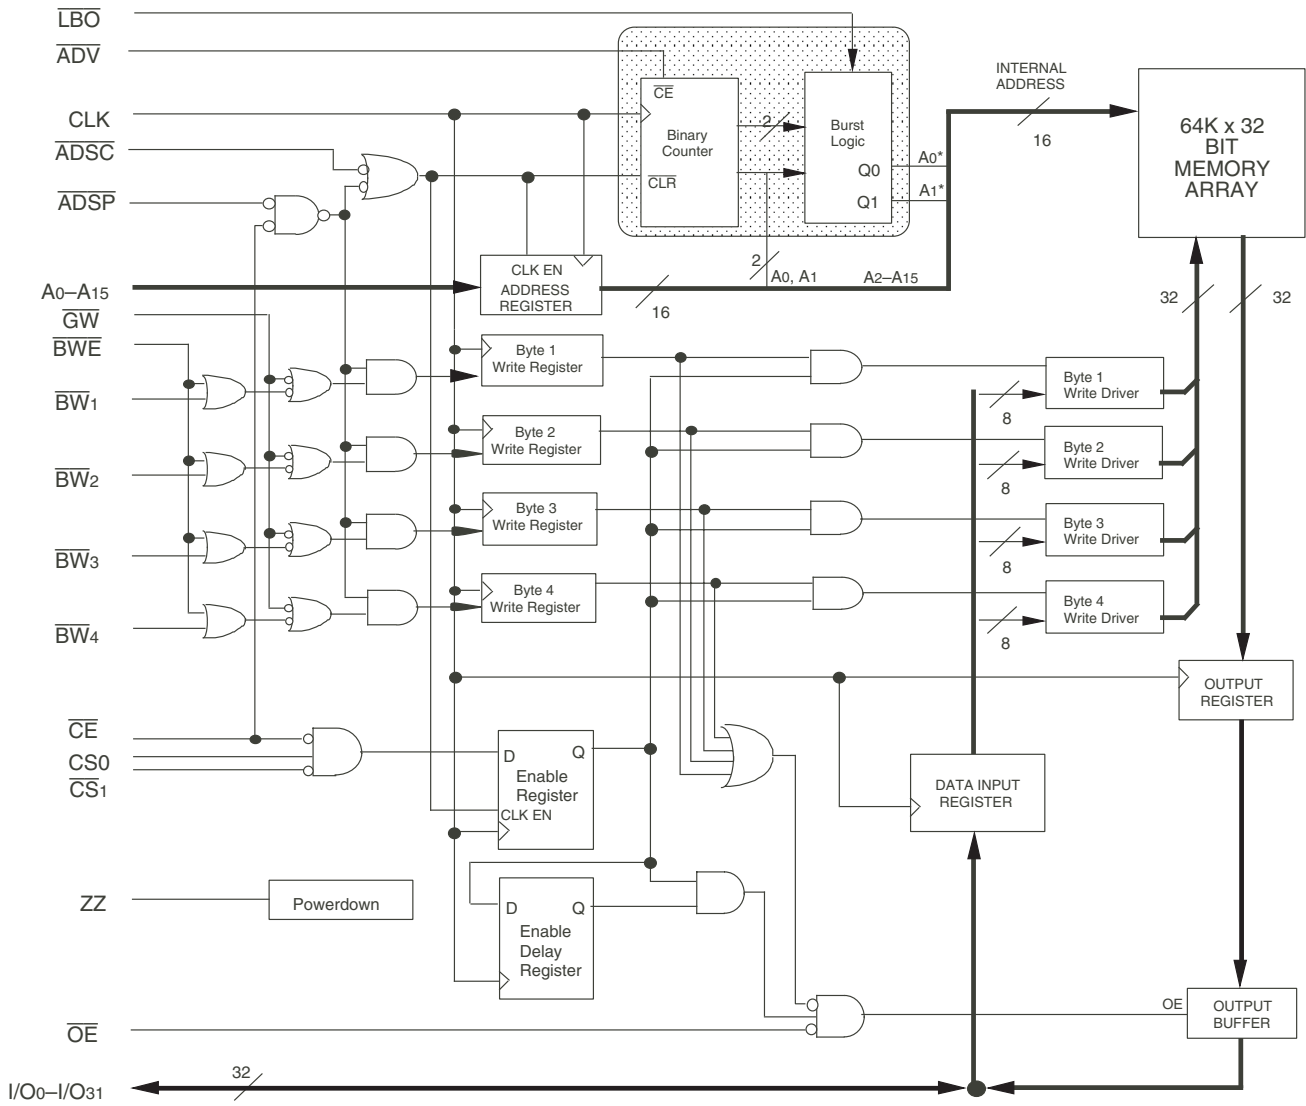 LBO
ADV
CLK
ADSC
ADSP
A0–A15
GW
BWE
BW1
BW2
BW3
BW4
CE
CS0
CS1
ZZ
OE
I/O0–I/O31
CE
Binary
Counter
CLR
2
Burst
Logic
Q0
Q1
A0*
A1*
INTERNAL
ADDRESS
16
64K x 32
BIT
MEMORY
ARRAY
CLK EN
ADDRESS
REGISTER
16
2
A0, A1
A2–A15
32
32
Byte 1
Write Register
Byte 2
Write Register
Byte 3
Write Register
Byte 4
Write Register
8
Byte 1
Write Driver
8
Byte 2
Write Driver
8
Byte 3
Write Driver
8
Byte 4
Write Driver
OUTPUT
REGISTER
D
Q
Enable
Register
CLK EN
DATA INPUT
REGISTER
Powerdown
D
Q
Enable
Delay
Register
OE
OUTPUT
BUFFER
32